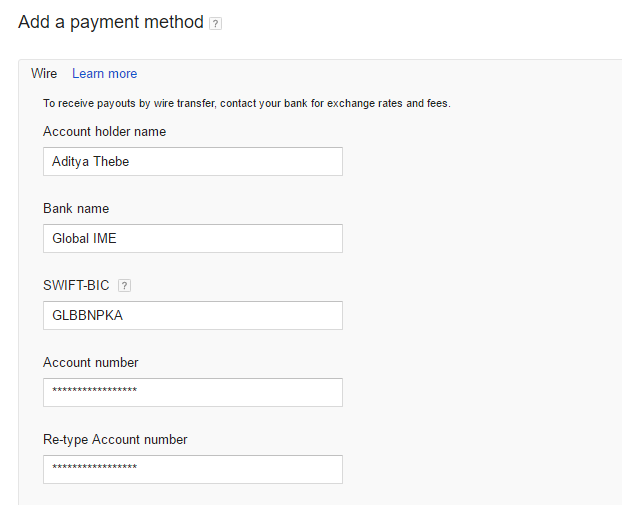 Add a payment method ?
Wire Learn more
To receive payouts by wire transfer, contact your bank for exchange rates and fees.
Account holder name
Aditya Thebe
Bank name
Global IME
SWIFT-BIC ?
GLBBNPKA
Account number
*****************
Re-type Account number
*****************